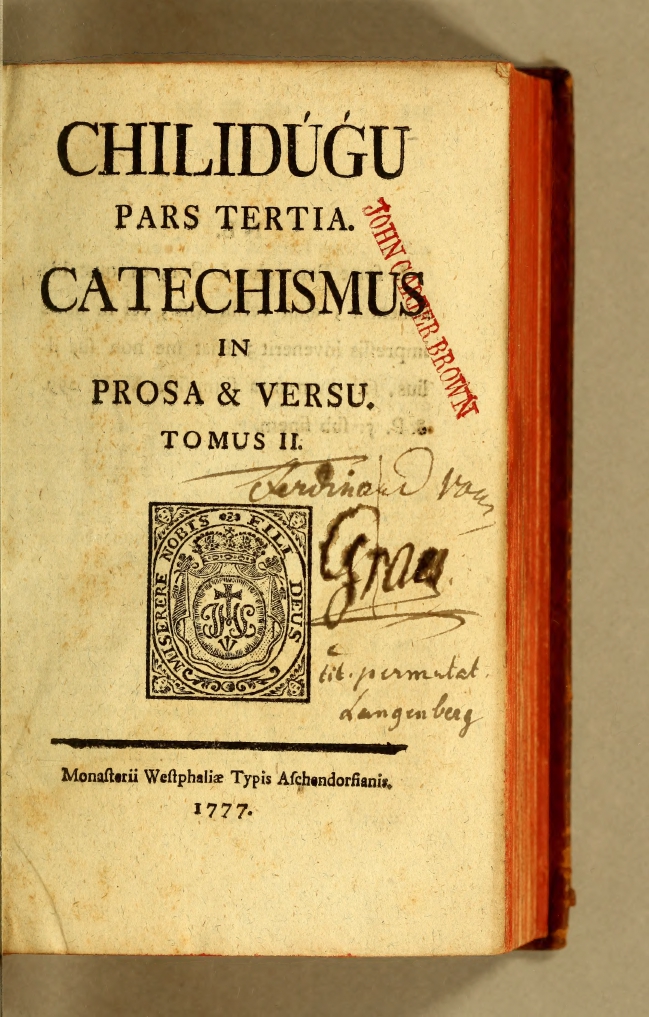 CHILIDÚǴU
PARS TERTIA.
CATECHISMUS
IN
PROSA & VERSU.
TOMUS II.
JOHN CARTER BROWN
Ferdinand von
Grau
MISERERE NOBIS FILI DEUS
IHS
tit. permutat.
Langenberg
Monaſterii Weſtphaliæ Typis Aſchendorfianis.
1777.